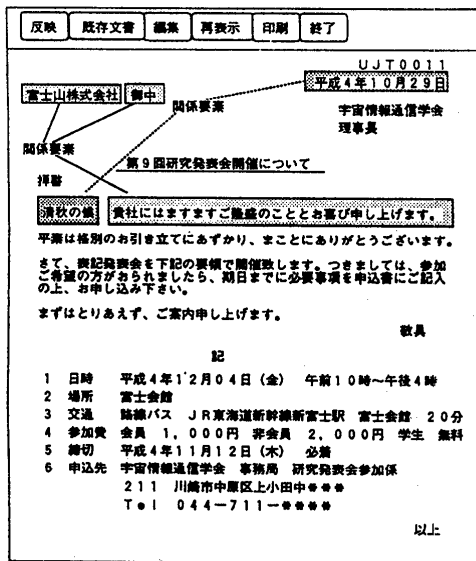 反映 既存文書 編集 再表示 印刷 終了
UJT0011
平成4年10月29日
富士山株式会社 御中
関係要素
宇宙情報通信学会
理事長
関係要素
第9回研究発表会開催について
拝啓
清秋の候 貴社にはますますご隆盛のこととお喜び申し上げます。
平素は格別のお引き立てにあずかり、まことにありがとうございます。
さて、表記発表会を下記の要領で開催致します。つきましては、参加
ご希望の方がおられましたら、期日までに必要事項を申込書にご記入
の上、お申し込み下さい。
まずはとりあえず、ご案内申し上げます。
敬具
記
1 日時 平成4年12月04日(金) 午前10時~午後4時
2 場所 富士会館
3 交通 路線バス JR東海道新幹線新富士駅 富士会館 20分
4 参加費 会員 1,000円 非会員 2,000円 学生 無料
5 締切 平成4年11月12日(木) 必着
6 申込先 宇宙情報通信学会 事務局 研究発表会参加係
211 川崎市中原区上小田中***
Tel 044-711-****
以上